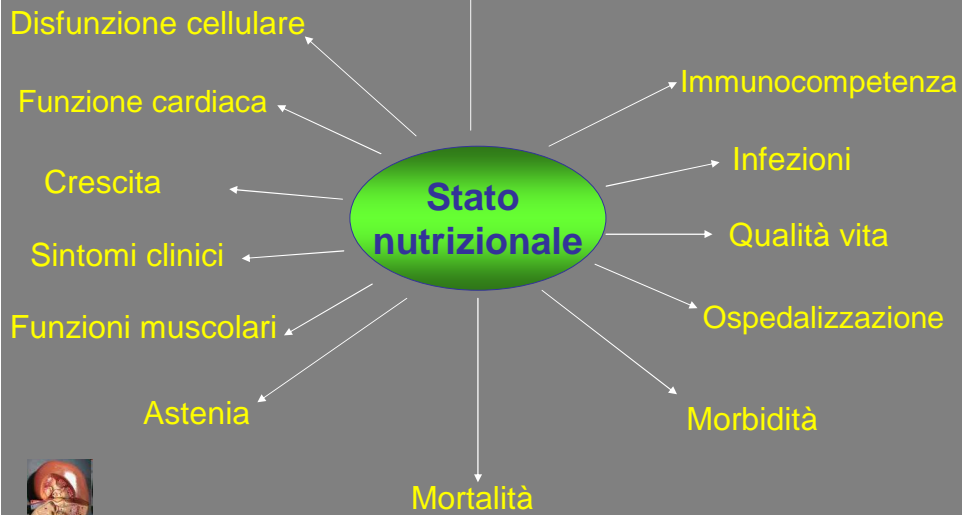 Disfunzione cellulare
Immunocompetenza
Funzione cardiaca
Infezioni
Crescita
Stato
nutrizionale
Qualità vita
Sintomi clinici
Ospedalizzazione
Funzioni muscolari
Astenia
Morbidità
Mortalità